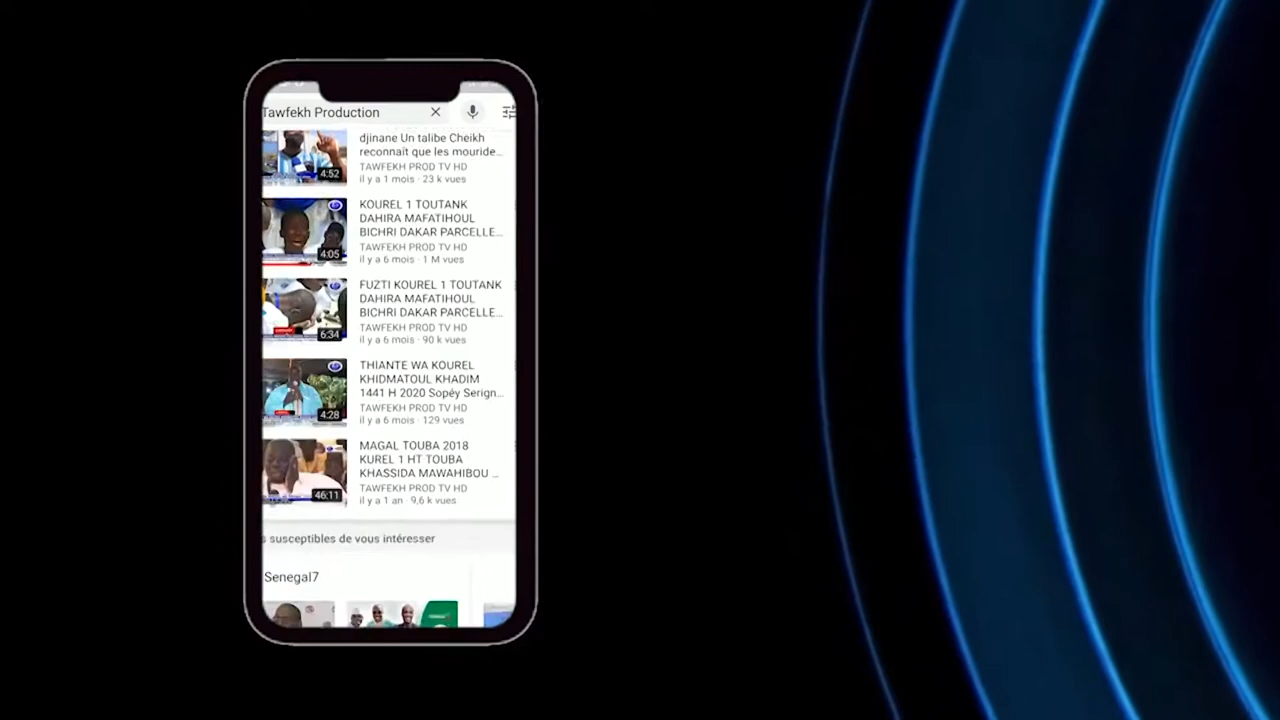 Tawfekh Production
djinane Un talibe Cheikh
reconnaît que les mouride...
TAWFEKH PROD TV HD
il y a 1 mois · 23 k vues
4:52
KOUREL 1 TOUTANK
DAHIRA MAFATIHOUL
BICHRI DAKAR PARCELLE...
TAWFEKH PROD TV HD
il y a 6 mois · 1 M vues
4:05
FUZTI KOUREL 1 TOUTANK
DAHIRA MAFATIHOUL
BICHRI DAKAR PARCELLE...
TAWFEKH PROD TV HD
il y a 6 mois · 90 k vues
6:34
THIANTE WA KOUREL
KHIDMATOUL KHADIM
1441 H 2020 Sopéy Serign...
TAWFEKH PROD TV HD
il y a 6 mois · 129 vues
4:28
MAGAL TOUBA 2018
KUREL 1 HT TOUBA
KHASSIDA MAWAHIBOU ...
TAWFEKH PROD TV HD
il y a 1 an · 9,6 k vues
46:11
s susceptibles de vous intéresser
Senegal7